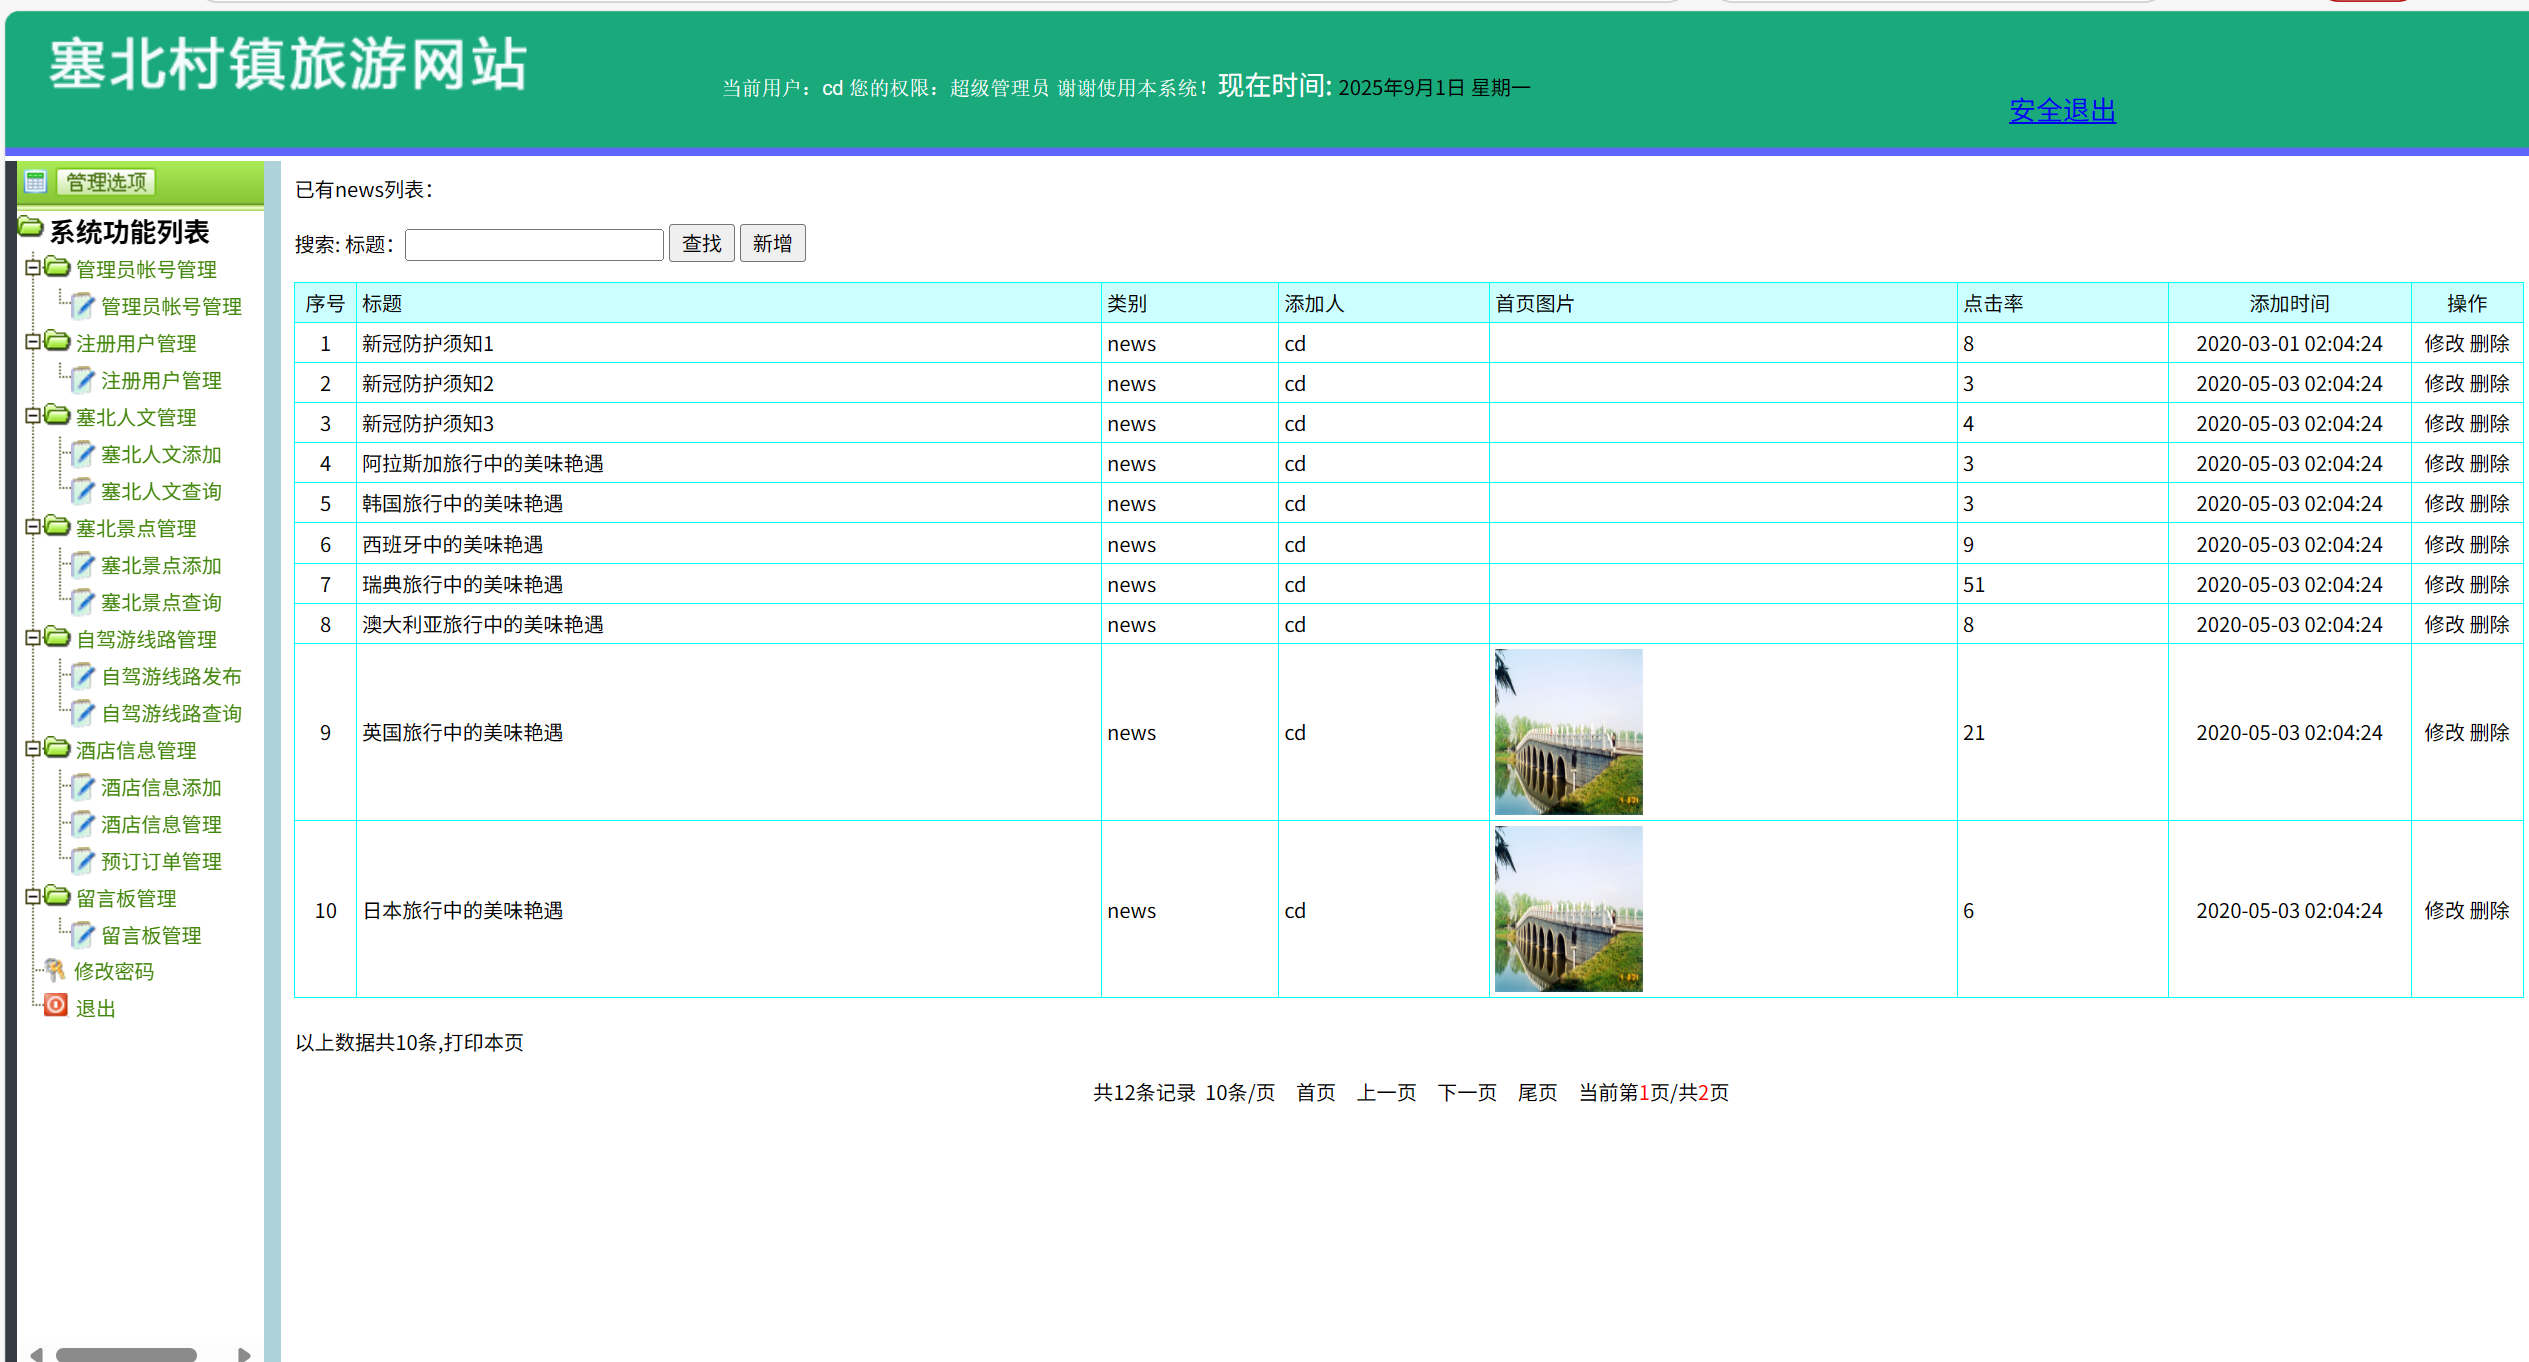 塞北村镇旅游网站
当前用户：cd 您的权限：超级管理员 谢谢使用本系统！现在时间: 2025年9月1日 星期一
安全退出
管理选项
系统功能列表
管理员帐号管理
管理员帐号管理
注册用户管理
注册用户管理
塞北人文管理
塞北人文添加
塞北人文查询
塞北景点管理
塞北景点添加
塞北景点查询
自驾游线路管理
自驾游线路发布
自驾游线路查询
酒店信息管理
酒店信息添加
酒店信息管理
预订订单管理
留言板管理
留言板管理
修改密码
退出
已有news列表：
搜索: 标题： 查找 新增
序号 标题 类别 添加人 首页图片 点击率 添加时间 操作
1 新冠防护须知1 news cd 8 2020-03-01 02:04:24 修改 删除
2 新冠防护须知2 news cd 3 2020-05-03 02:04:24 修改 删除
3 新冠防护须知3 news cd 4 2020-05-03 02:04:24 修改 删除
4 阿拉斯加旅行中的美味艳遇 news cd 3 2020-05-03 02:04:24 修改 删除
5 韩国旅行中的美味艳遇 news cd 3 2020-05-03 02:04:24 修改 删除
6 西班牙中的美味艳遇 news cd 9 2020-05-03 02:04:24 修改 删除
7 瑞典旅行中的美味艳遇 news cd 51 2020-05-03 02:04:24 修改 删除
8 澳大利亚旅行中的美味艳遇 news cd 8 2020-05-03 02:04:24 修改 删除
9 英国旅行中的美味艳遇 news cd 21 2020-05-03 02:04:24 修改 删除
10 日本旅行中的美味艳遇 news cd 6 2020-05-03 02:04:24 修改 删除
以上数据共10条,打印本页
共12条记录 10条/页 首页 上一页 下一页 尾页 当前第1页/共2页